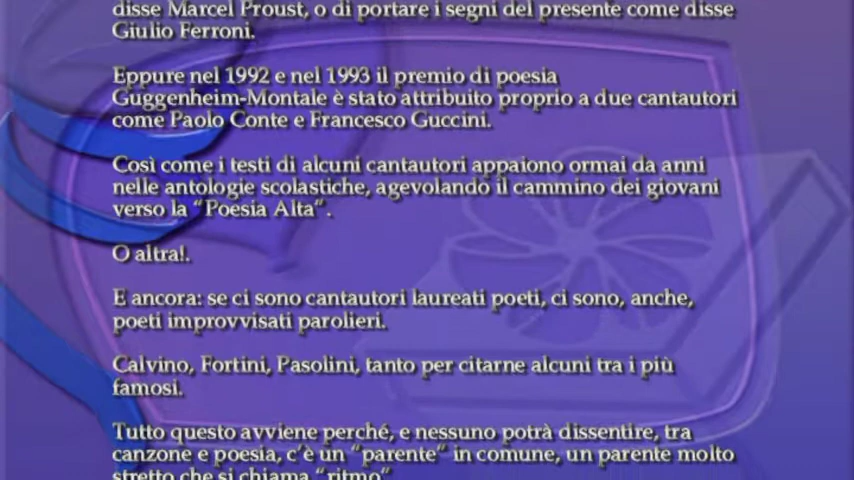 disse Marcel Proust, o di portare i segni del presente come disse
Giulio Ferroni.
Eppure nel 1992 e nel 1993 il premio di poesia
Guggenheim-Montale è stato attribuito proprio a due cantautori
come Paolo Conte e Francesco Guccini.
Così come i testi di alcuni cantautori appaiono ormai da anni
nelle antologie scolastiche, agevolando il cammino dei giovani
verso la “Poesia Alta”.
O altra!.
E ancora: se ci sono cantautori laureati poeti, ci sono, anche,
poeti improvvisati parolieri.
Calvino, Fortini, Pasolini, tanto per citarne alcuni tra i più
famosi.
Tutto questo avviene perché, e nessuno potrà dissentire, tra
canzone e poesia, c’è un “parente” in comune, un parente molto
stretto che si chiama “ritmo”